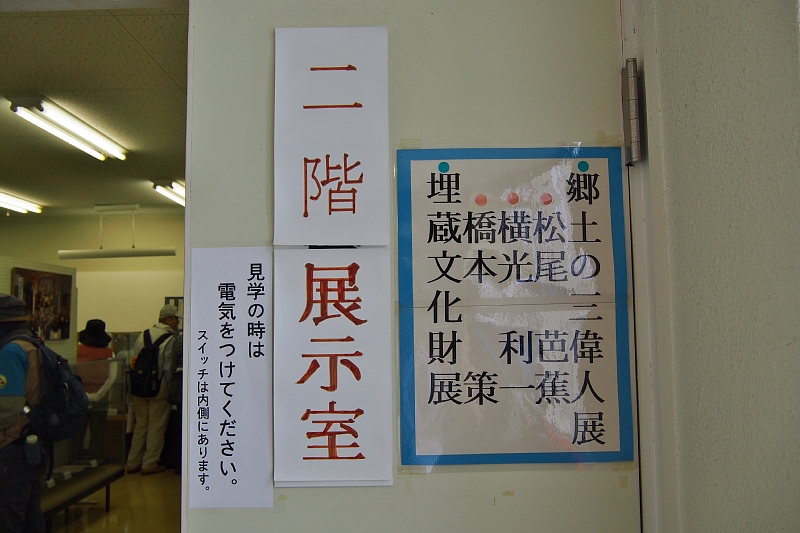 郷土の三偉人展
松尾芭蕉
横光利一
橋本策
埋蔵文化財展
二階
展示室
見学の時は
電気をつけてください。
スイッチは内側にあります。